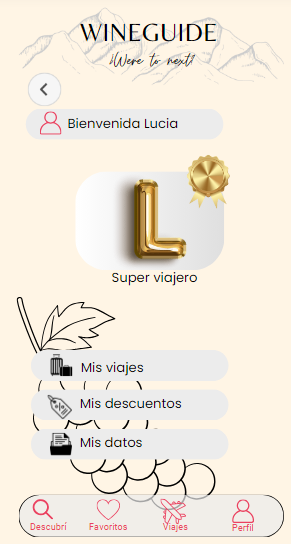 WINEGUIDE
¿Were to next?
Bienvenida Lucia
L
Super viajero
Mis viajes
Mis descuentos
Mis datos
Descubrí Favoritos Viajes Perfil